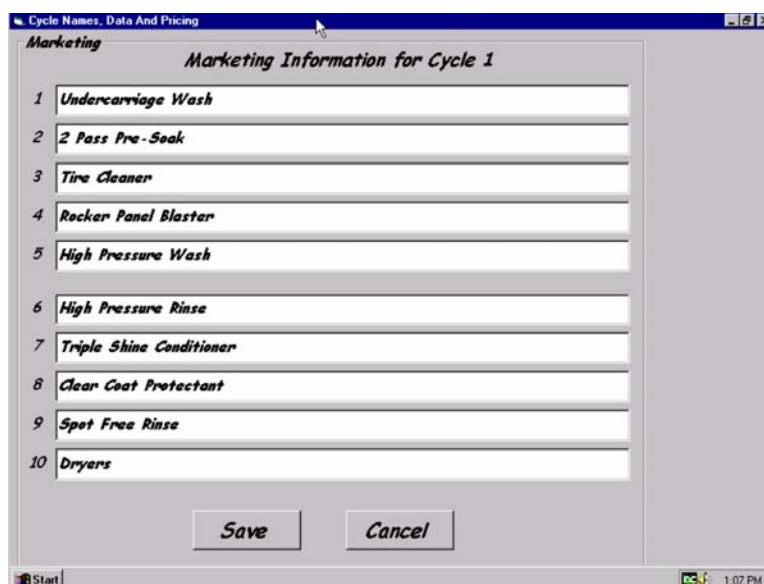 Cycle Names, Data And Pricing
Marketing
Marketing Information for Cycle 1
1 Undercarriage Wash
2 2 Pass Pre-Soak
3 Tire Cleaner
4 Rocker Panel Blaster
5 High Pressure Wash
6 High Pressure Rinse
7 Triple Shine Conditioner
8 Clear Coat Protectant
9 Spot Free Rinse
10 Dryers
Save Cancel
Start 1:07 PM